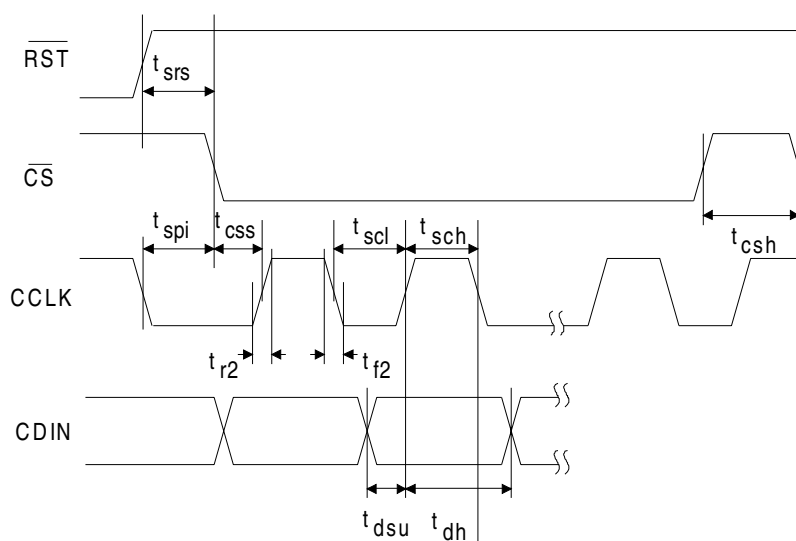 RST
t srs
CS
t spi
t css
t scl
t sch
t csh
CCLK
t r2
t f2
CDIN
t dsu
t dh